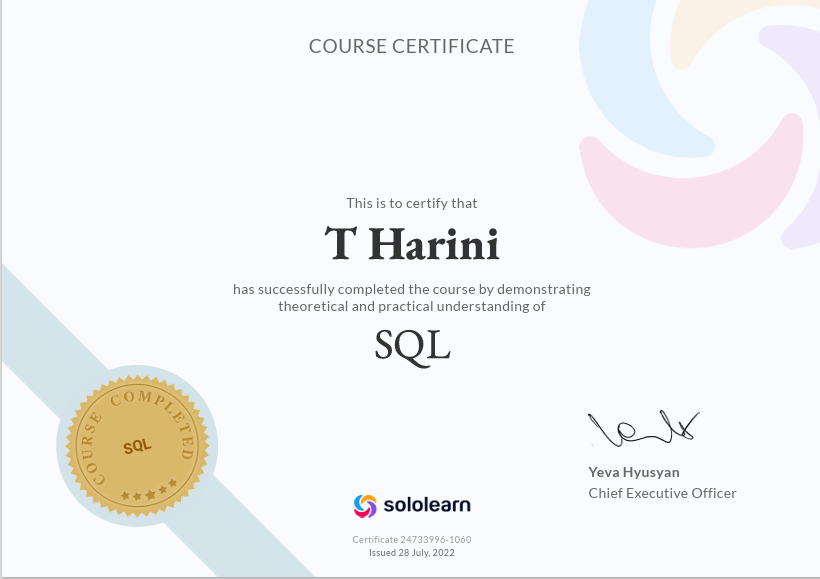 COURSE CERTIFICATE
This is to certify that
T Harini
has successfully completed the course by demonstrating
theoretical and practical understanding of
SQL
COURSE COMPLETED
SQL
Yeva Hyusyan
Chief Executive Officer
sololearn
Certificate 24733996-1060
Issued 28 July, 2022